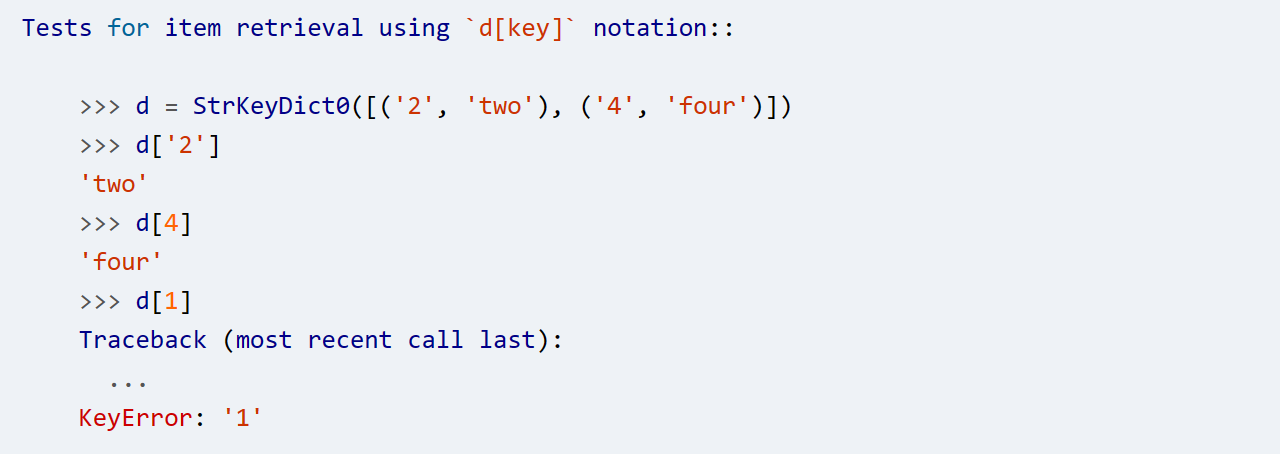 Tests for item retrieval using `d[key]` notation::

    >>> d = StrKeyDict0([('2', 'two'), ('4', 'four')])
    >>> d['2']
    'two'
    >>> d[4]
    'four'
    >>> d[1]
    Traceback (most recent call last):
      ...
    KeyError: '1'